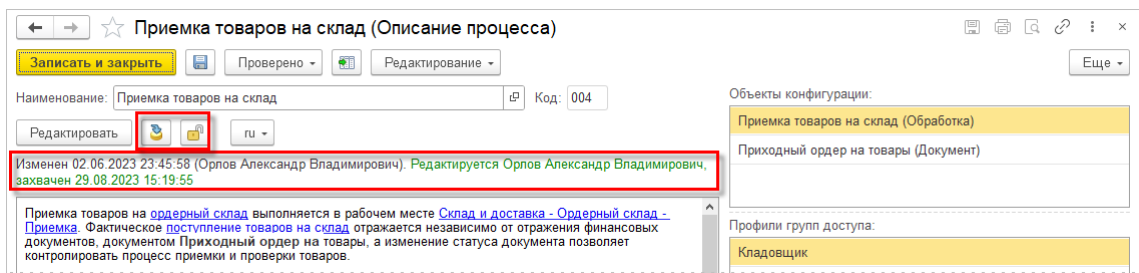 Приемка товаров на склад (Описание процесса)
Записать и закрыть Проверено Редактирование Еще
Наименование: Приемка товаров на склад Код: 004
Редактировать ru
Изменен 02.06.2023 23:45:58 (Орлов Александр Владимирович). Редактируется Орлов Александр Владимирович,
захвачен 29.08.2023 15:19:55
Приемка товаров на ордерный склад выполняется в рабочем месте Склад и доставка - Ордерный склад -
Приемка. Фактическое поступление товаров на склад отражается независимо от отражения финансовых
документов, документом Приходный ордер на товары, а изменение статуса документа позволяет
контролировать процесс приемки и проверки товаров.
Объекты конфигурации:
Приемка товаров на склад (Обработка)
Приходный ордер на товары (Документ)
Профили групп доступа:
Кладовщик